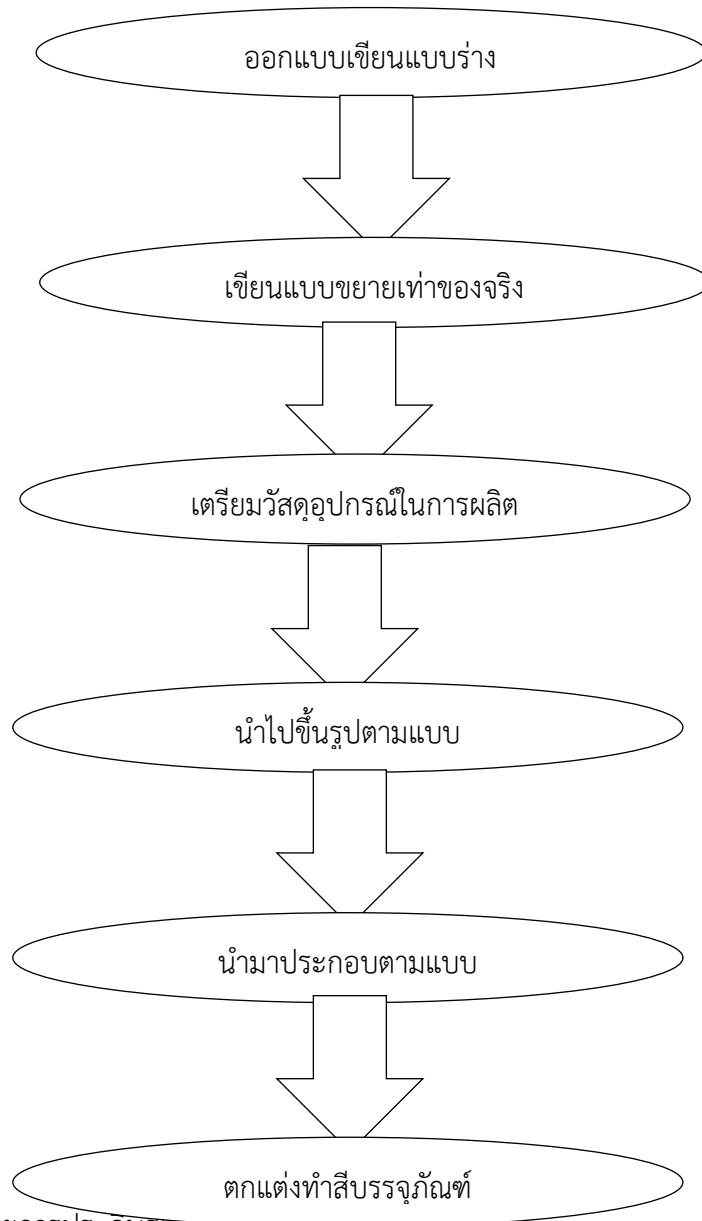 ออกแบบเขียนแบบร่าง
เขียนแบบขยายเท่าของจริง
เตรียมวัสดุอุปกรณ์ในการผลิต
นำไปขึ้นรูปตามแบบ
นำมาประกอบตามแบบ
ตกแต่งทำสีบรรจุภัณฑ์